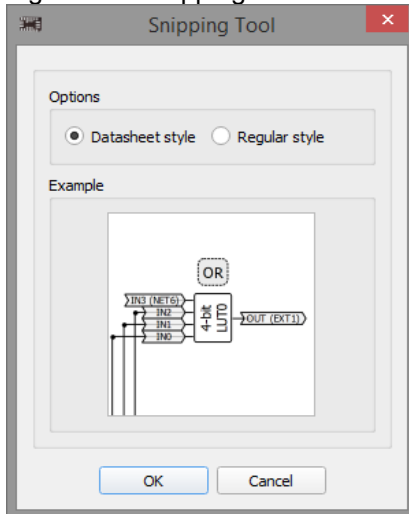 Snipping Tool
Options
Datasheet style Regular style
Example
OR
IN3 (NET6)
IN2
IN1
IN0
4-bit
LUT0
OUT (EXT1)
OK Cancel